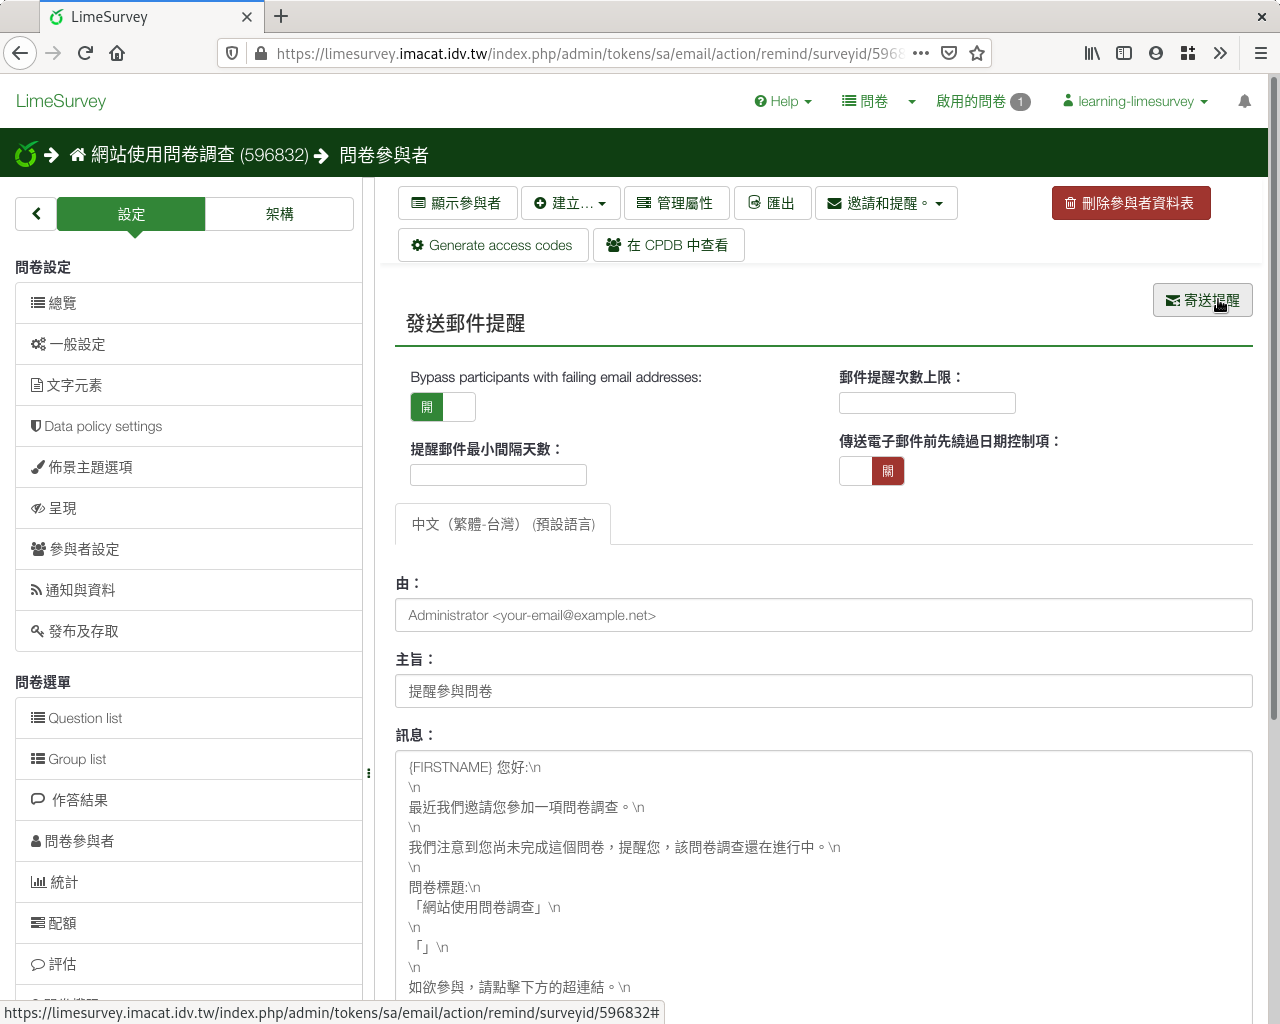 LimeSurvey
https://limesurvey.imacat.idv.tw/index.php/admin/tokens/sa/email/action/remind/surveyid/5968
LimeSurvey
Help
問卷
啟用的問卷 1
learning-limesurvey
網站使用問卷調查 (596832)
問卷參與者
設定
架構
顯示參與者
建立...
管理屬性
匯出
邀請和提醒。
刪除參與者資料表
Generate access codes
在 CPDB 中查看
問卷設定
總覽
一般設定
文字元素
Data policy settings
佈景主題選項
呈現
參與者設定
通知與資料
發布及存取
問卷選單
Question list
Group list
作答結果
問卷參與者
統計
配額
評估
寄送提醒
發送郵件提醒
Bypass participants with failing email addresses:
開
郵件提醒次數上限：
提醒郵件最小間隔天數：
傳送電子郵件前先繞過日期控制項：
關
中文（繁體-台灣） (預設語言)
由：
Administrator <your-email@example.net>
主旨：
提醒參與問卷
訊息：
{FIRSTNAME} 您好:\n
\n
最近我們邀請您參加一項問卷調查。\n
\n
我們注意到您尚未完成這個問卷，提醒您，該問卷調查還在進行中。\n
\n
問卷標題:\n
「網站使用問卷調查」\n
\n
「」\n
\n
如欲參與，請點擊下方的超連結。\n
https://limesurvey.imacat.idv.tw/index.php/admin/tokens/sa/email/action/remind/surveyid/596832#